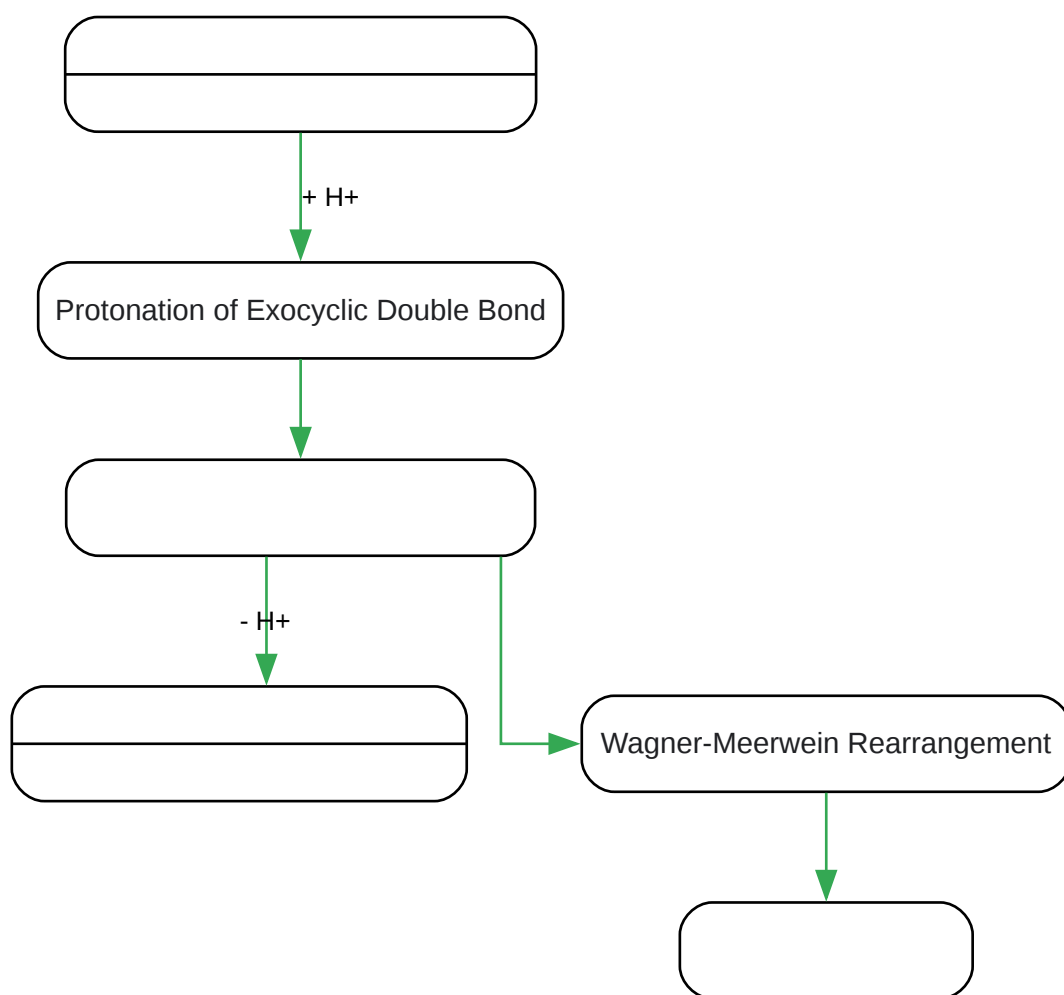 + H+
Protonation of Exocyclic Double Bond
- H+
Wagner-Meerwein Rearrangement